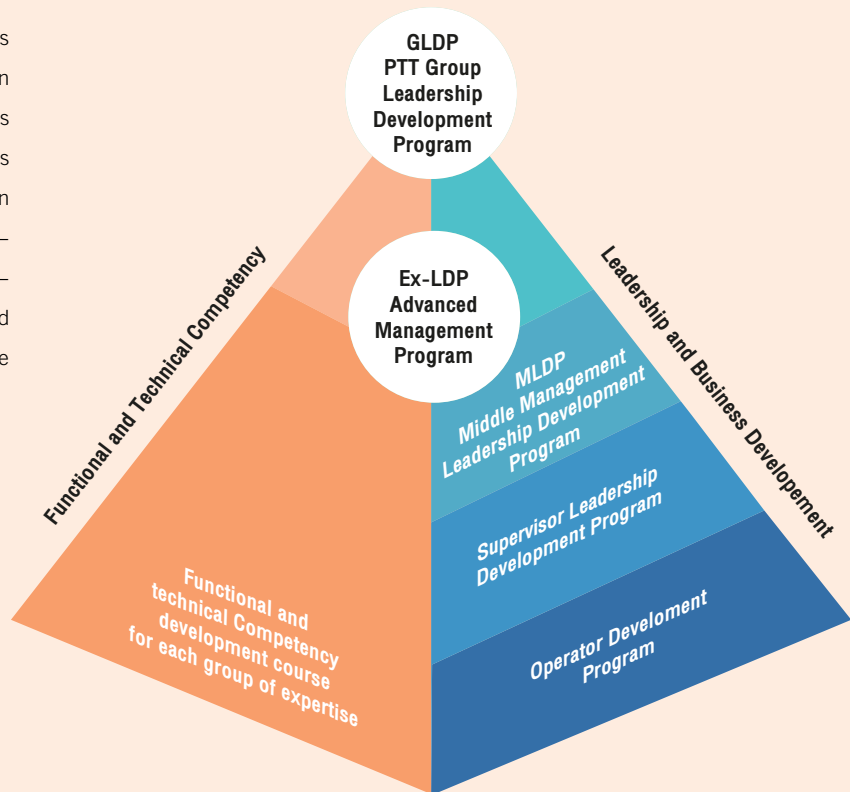 s
n
s
s
n
–
–
d
e
GLDP
PTT Group
Leadership
Development
Program
Ex-LDP
Advanced
Management
Program
Functional and Technical Competency
Leadership and Business Developement
MLDP
Middle Management
Leadership Development
Program
Supervisor Leadership
Development Program
Operator Develoment
Program
Functional and
technical Competency
development course
for each group of expertise